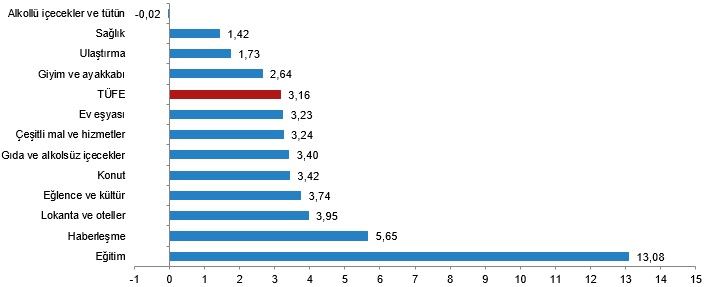 Alkollü içecekler ve tütün -0,02
Sağlık 1,42
Ulaştırma 1,73
Giyim ve ayakkabı 2,64
TÜFE 3,16
Ev eşyası 3,23
Çeşitli mal ve hizmetler 3,24
Gıda ve alkolsüz içecekler 3,40
Konut 3,42
Eğlence ve kültür 3,74
Lokanta ve oteller 3,95
Haberleşme 5,65
Eğitim 13,08
-1 0 1 2 3 4 5 6 7 8 9 10 11 12 13 14 15